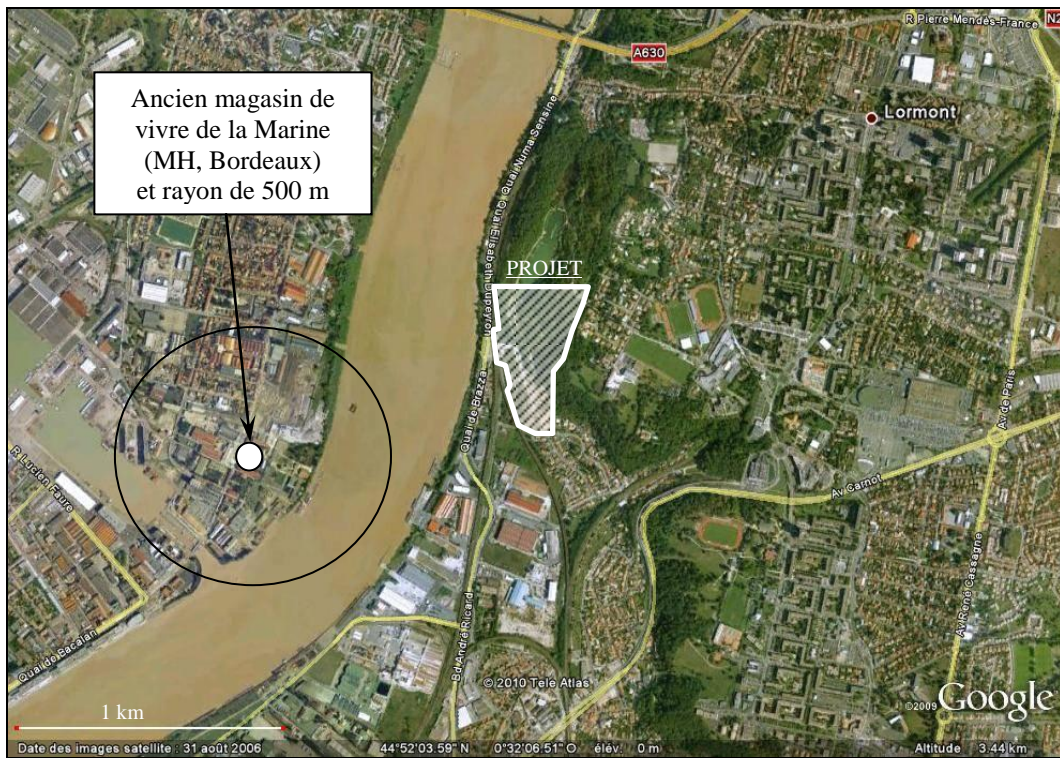 R Pierre Mendès-France
A630
Ancien magasin de
vivre de la Marine
(MH, Bordeaux)
et rayon de 500 m
Lormont
Quai Numa Sensine
Quai Elisabeth Dupeyron
PROJET
Quai de Brazza
Av de Paris
R Lucien Faure
Av Carnot
Av René Cassagne
Bd André Ricard
Quai de Bacalan
© 2010 Tele Atlas
©2009 Google
1 km
Date des images satellite : 31 août 2006 44°52'03.59" N 0°32'06.51" O élév. 0 m Altitude 3.44 km